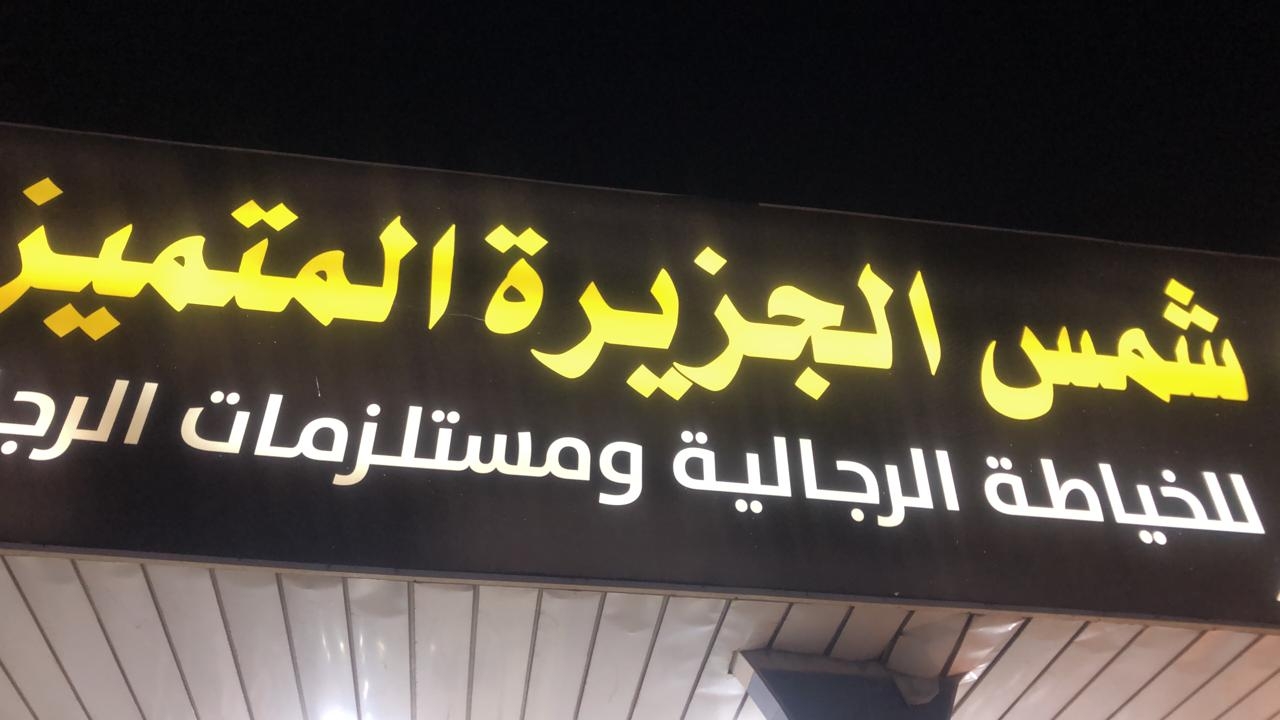 شمس الجزيرة المتميز
للخياطة الرجالية ومستلزمات